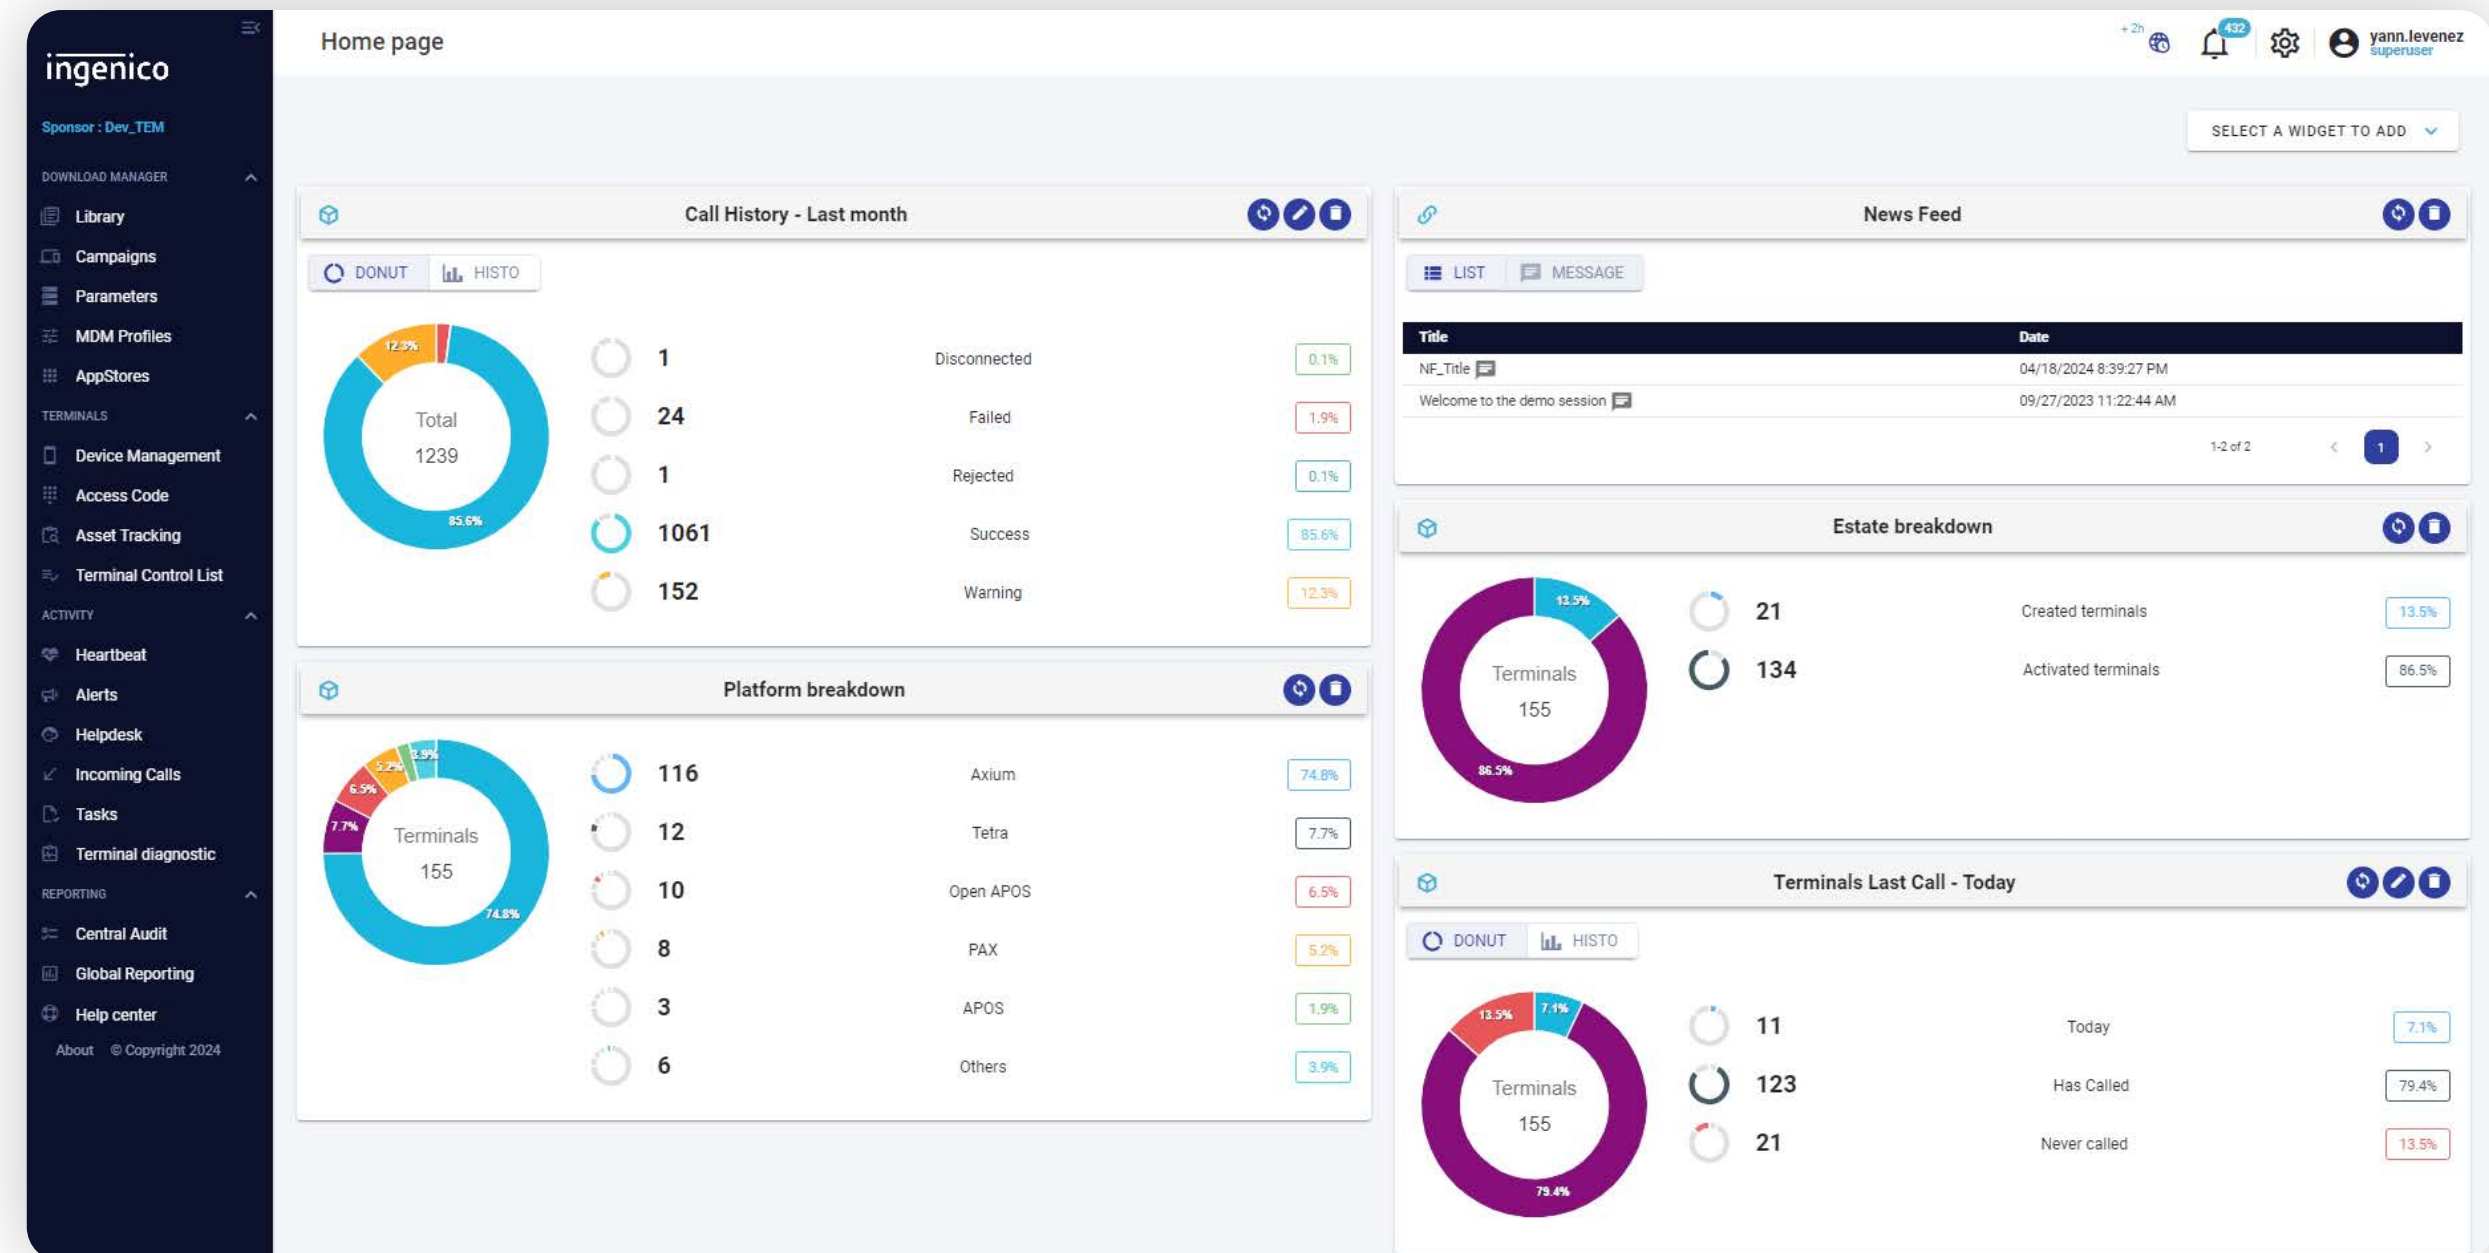 ingenico
Sponsor : Dev_TEM
DOWNLOAD MANAGER
Library
Campaigns
Parameters
MDM Profiles
AppStores
TERMINALS
Device Management
Access Code
Asset Tracking
Terminal Control List
ACTIVITY
Heartbeat
Alerts
Helpdesk
Incoming Calls
Tasks
Terminal diagnostic
REPORTING
Central Audit
Global Reporting
Help center
About © Copyright 2024
Home page
+ 2h
432
yann.levenez
superuser
SELECT A WIDGET TO ADD
Call History - Last month
DONUT HISTO
12.3%
85.6%
Total
1239
1 Disconnected 0.1%
24 Failed 1.9%
1 Rejected 0.1%
1061 Success 85.6%
152 Warning 12.3%
Platform breakdown
3.9%
5.2%
6.5%
7.7%
74.8%
Terminals
155
116 Axium 74.8%
12 Tetra 7.7%
10 Open APOS 6.5%
8 PAX 5.2%
3 APOS 1.9%
6 Others 3.9%
News Feed
LIST MESSAGE
Title Date
NF_Title 04/18/2024 8:39:27 PM
Welcome to the demo session 09/27/2023 11:22:44 AM
1-2 of 2 < 1 >
Estate breakdown
13.5%
86.5%
Terminals
155
21 Created terminals 13.5%
134 Activated terminals 86.5%
Terminals Last Call - Today
DONUT HISTO
13.5% 7.1%
79.4%
Terminals
155
11 Today 7.1%
123 Has Called 79.4%
21 Never called 13.5%